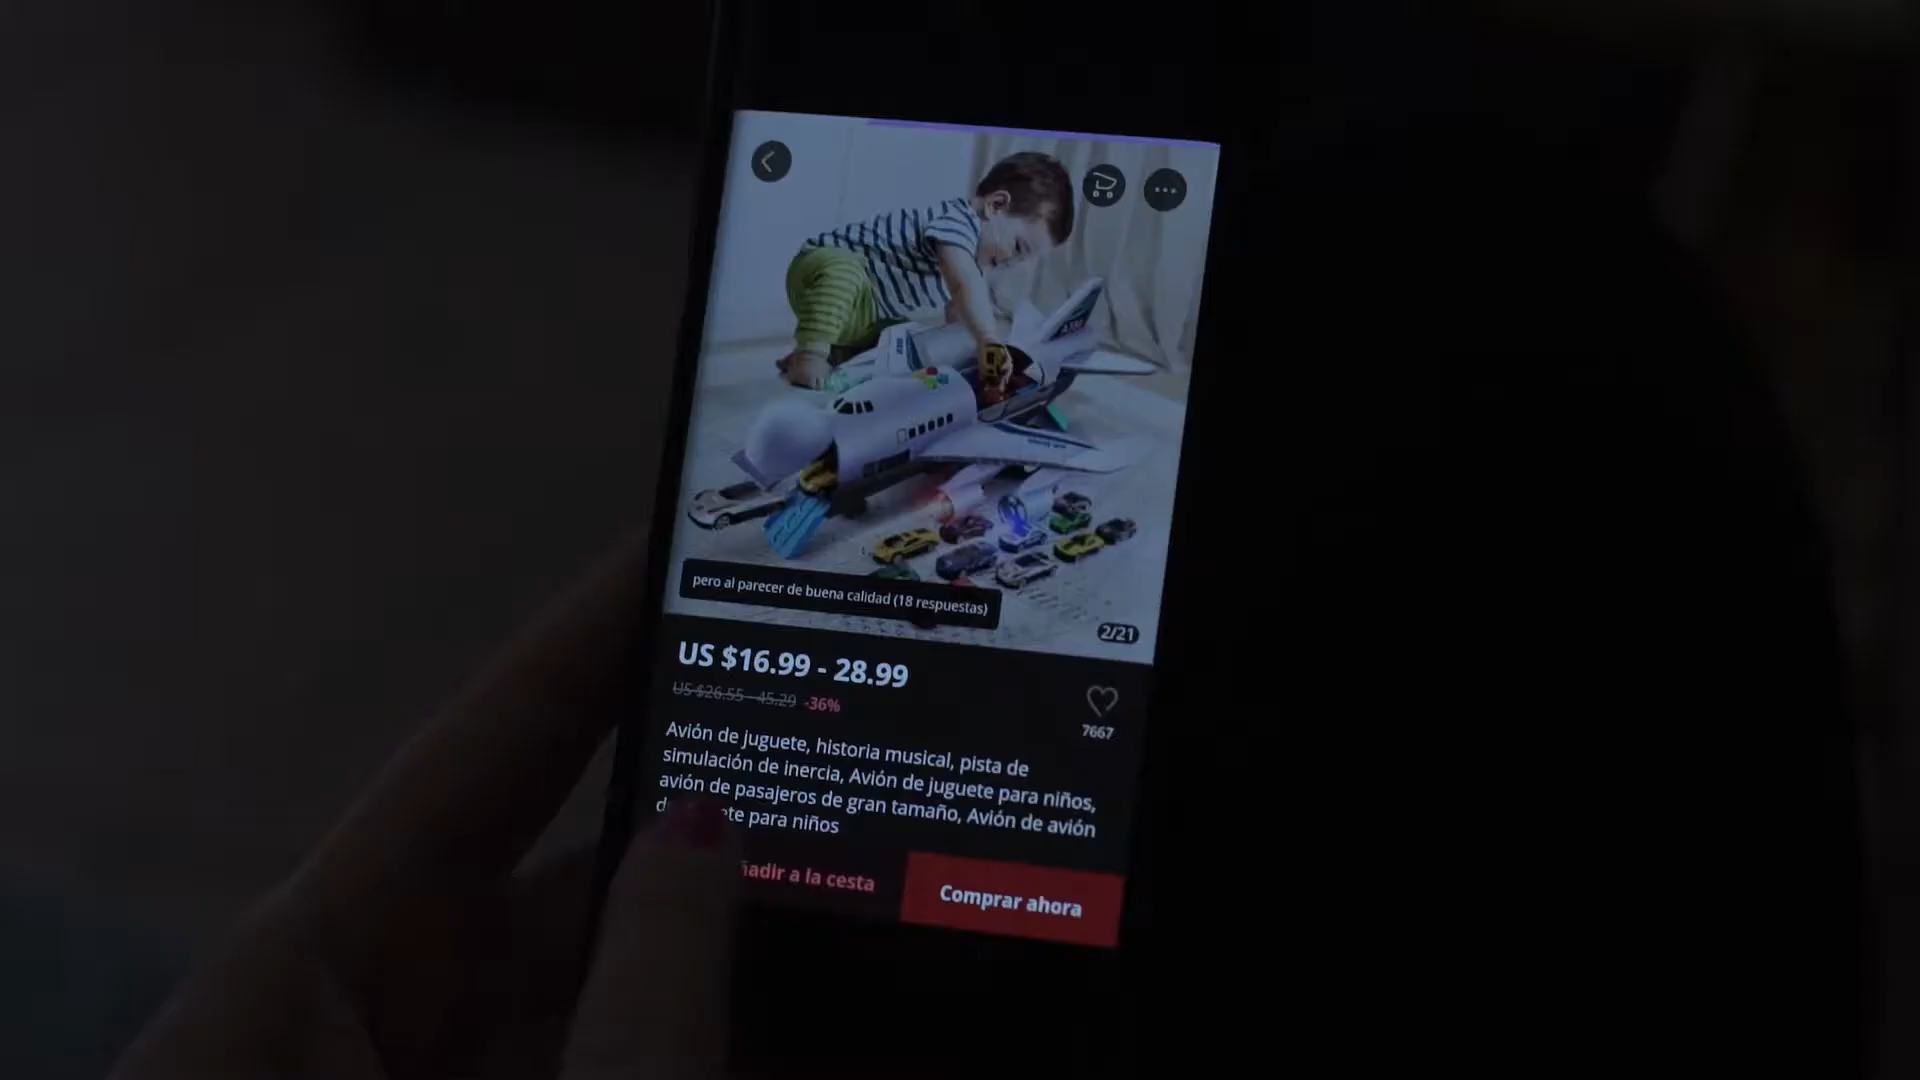 pero al parecer de buena calidad (18 respuestas)
2/21
US $16.99 - 28.99
US $26.55 - 45.29 -36%
7667
Avión de juguete, historia musical, pista de
simulación de inercia, Avión de juguete para niños,
avión de pasajeros de gran tamaño, Avión de avión
para niños
a la cesta
Comprar ahora